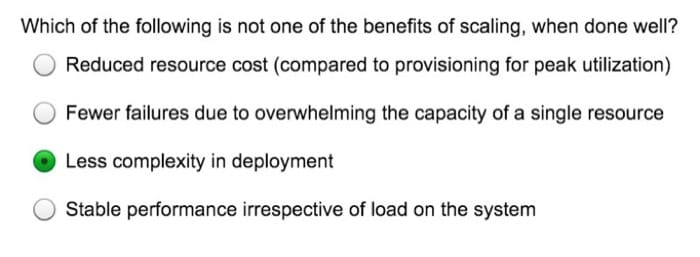 Which of the following is not one of the benefits of scaling, when done well?
Reduced resource cost (compared to provisioning for peak utilization)
Fewer failures due to overwhelming the capacity of a single resource
Less complexity in deployment
Stable performance irrespective of load on the system